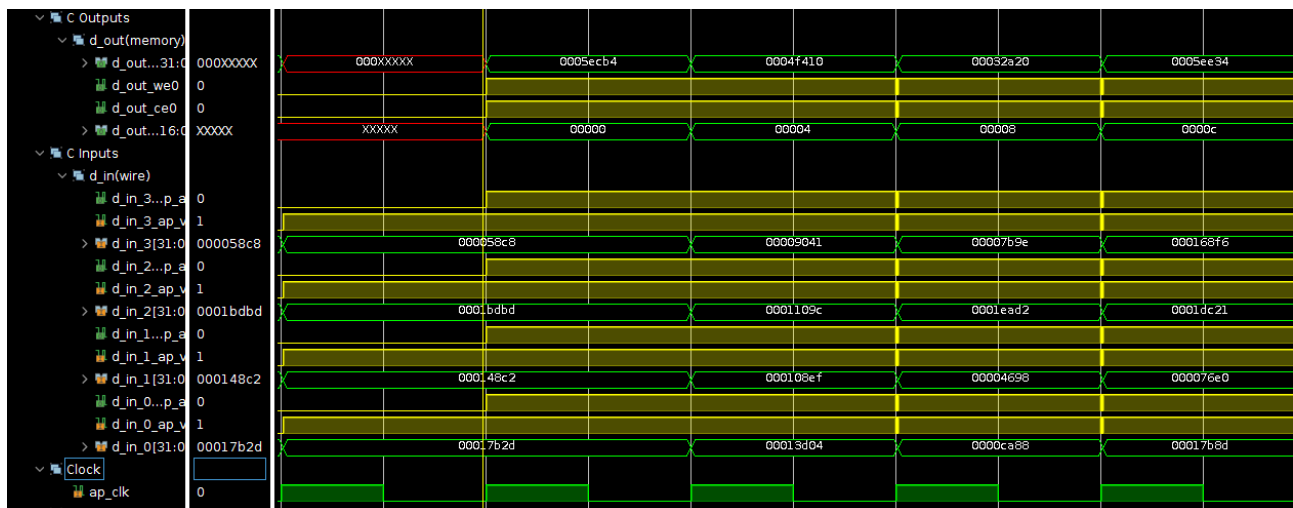 C Outputs
d_out(memory)
d_out...31:0 000XXXXX 000XXXXX 0005ecb4 0004f410 00032a20 0005ee34
d_out_we0 0
d_out_ce0 0
d_out...16:0 XXXXX XXXXX 00000 00004 00008 0000c
C Inputs
d_in(wire)
d_in_3...p_a 0
d_in_3_ap_v 1
d_in_3[31:0 000058c8 000058c8 00009041 00007b9e 000168f6
d_in_2...p_a 0
d_in_2_ap_v 1
d_in_2[31:0 0001bdbd 0001bdbd 0001109c 0001ead2 0001dc21
d_in_1...p_a 0
d_in_1_ap_v 1
d_in_1[31:0 000148c2 000148c2 000108ef 00004698 000076e0
d_in_0...p_a 0
d_in_0_ap_v 1
d_in_0[31:0 00017b2d 00017b2d 00013d04 0000ca88 00017b8d
Clock
ap_clk 0